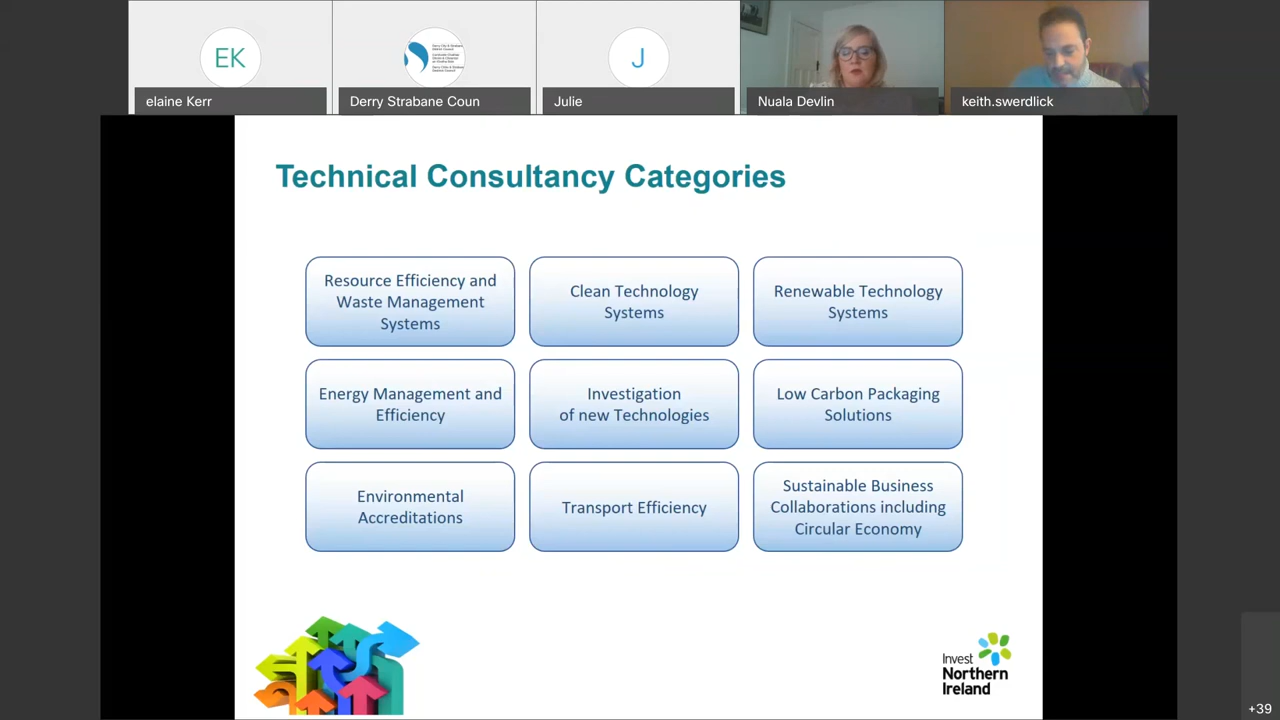 EK
J
elaine Kerr
Derry Strabane Coun
Julie
Nuala Devlin
keith.swerdlick
Technical Consultancy Categories
Resource Efficiency and
Waste Management
Systems
Clean Technology
Systems
Renewable Technology
Systems
Energy Management and
Efficiency
Investigation
of new Technologies
Low Carbon Packaging
Solutions
Environmental
Accreditations
Transport Efficiency
Sustainable Business
Collaborations including
Circular Economy
Invest
Northern
Ireland
+39